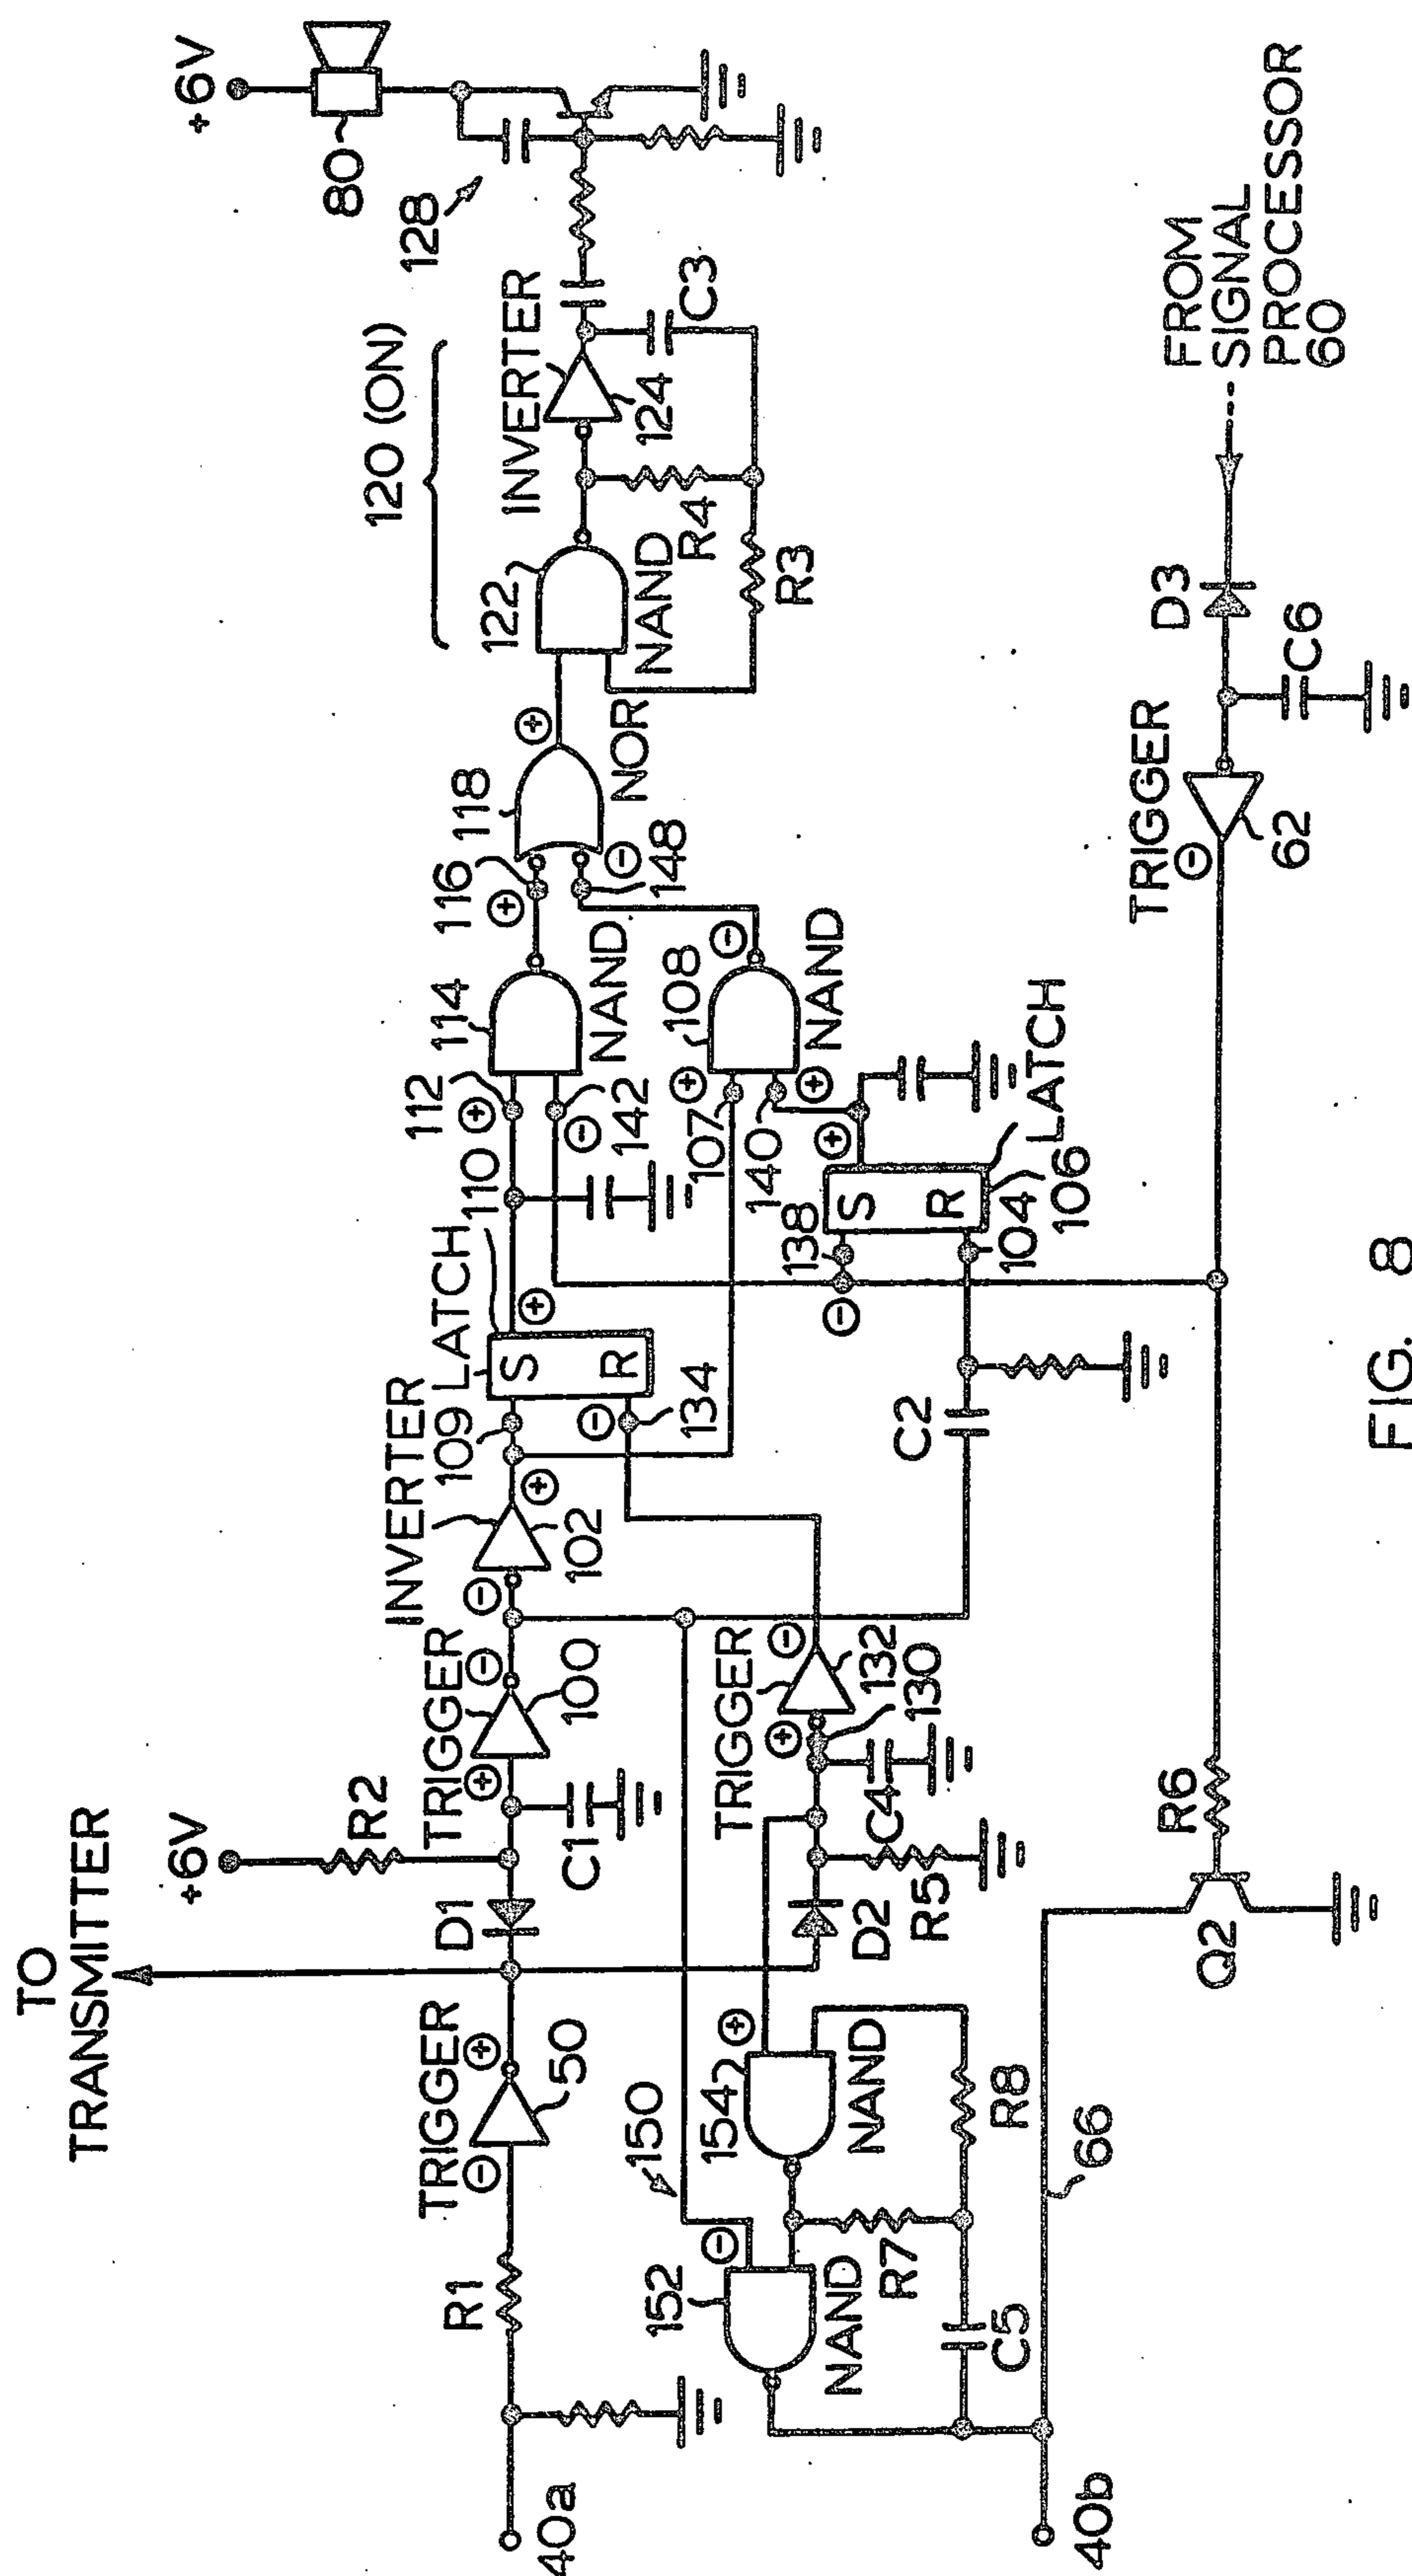 TO
TRANSMITTER
+6V
R2
R1
TRIGGER
⊖
⊕
50
D1
C1
TRIGGER
⊕
⊖
100
INVERTER
⊖
⊕
102
109
LATCH
S
R
⊕
⊖
134
110
112
⊕
⊖
142
114
NAND
116
⊕
118
NOR
⊖
148
⊕
120 (ON)
122
NAND
R4
R3
INVERTER
124
C3
128
80
+6V
40a
150
152
⊖
NAND
154
⊕
NAND
R7
R8
C5
D2
R5
C4
TRIGGER
⊕
⊖
132
130
C2
107
⊕
140
⊕
108
⊖
NAND
138
⊖
S
R
⊕
104
106
LATCH
40b
66
Q2
R6
TRIGGER
⊖
62
D3
C6
FROM
SIGNAL
PROCESSOR
60
FIG. 8